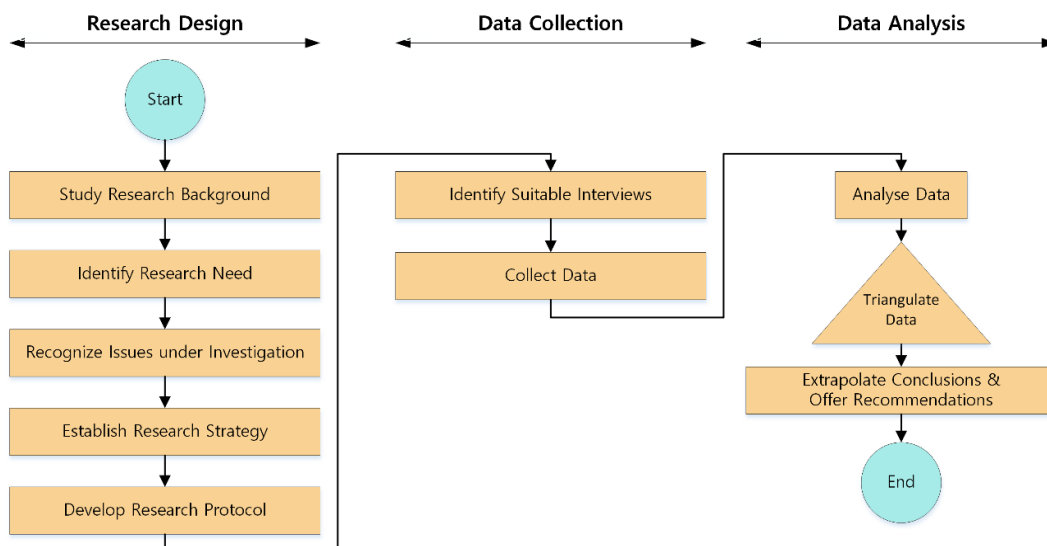 Research Design
Data Collection
Data Analysis
Start
Study Research Background
Identify Research Need
Recognize Issues under Investigation
Establish Research Strategy
Develop Research Protocol
Identify Suitable Interviews
Collect Data
Analyse Data
Triangulate
Data
Extrapolate Conclusions &
Offer Recommendations
End